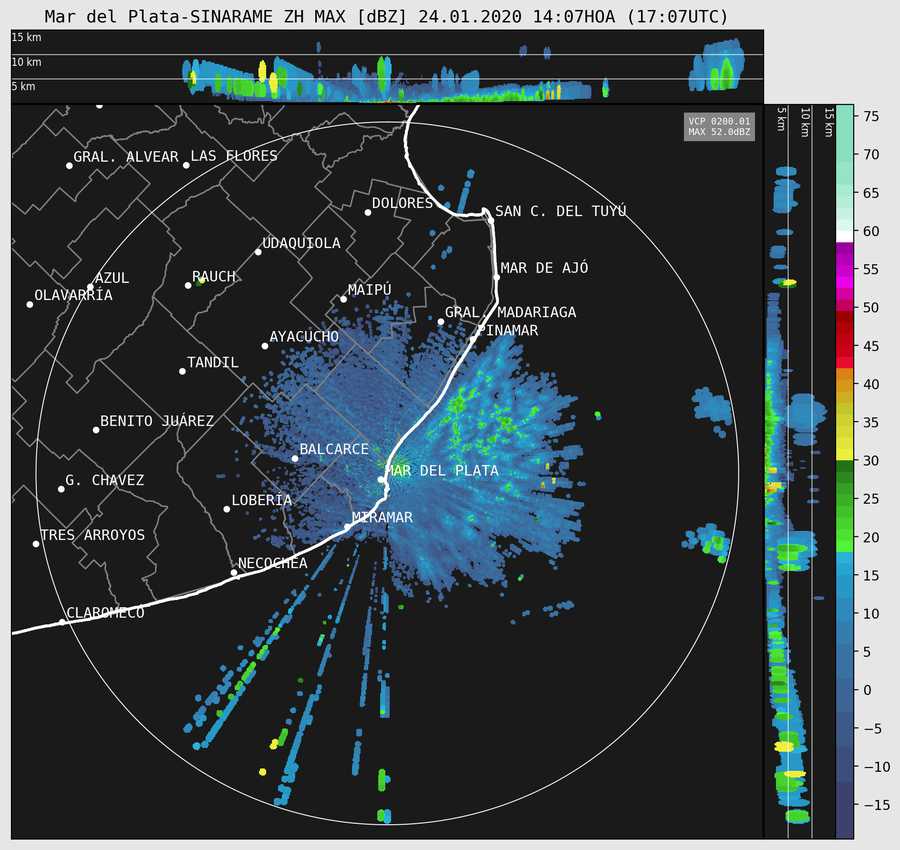 Mar del Plata-SINARAME ZH MAX [dBZ] 24.01.2020 14:07HOA (17:07UTC)
15 km
10 km
5 km
VCP 0200.01
MAX 52.0dBZ
5 km
10 km
15 km
GRAL. ALVEAR
LAS FLORES
DOLORES
SAN C. DEL TUYÚ
UDAQUIOLA
MAR DE AJÓ
AZUL
RAUCH
OLAVARRÍA
MAIPÚ
GRAL. MADARIAGA
PINAMAR
AYACUCHO
TANDIL
BENITO JUÁREZ
BALCARCE
MAR DEL PLATA
G. CHAVEZ
LOBERÍA
MIRAMAR
TRES ARROYOS
NECOCHEA
CLAROMECO
75
70
65
60
55
50
45
40
35
30
25
20
15
10
5
0
−5
−10
−15